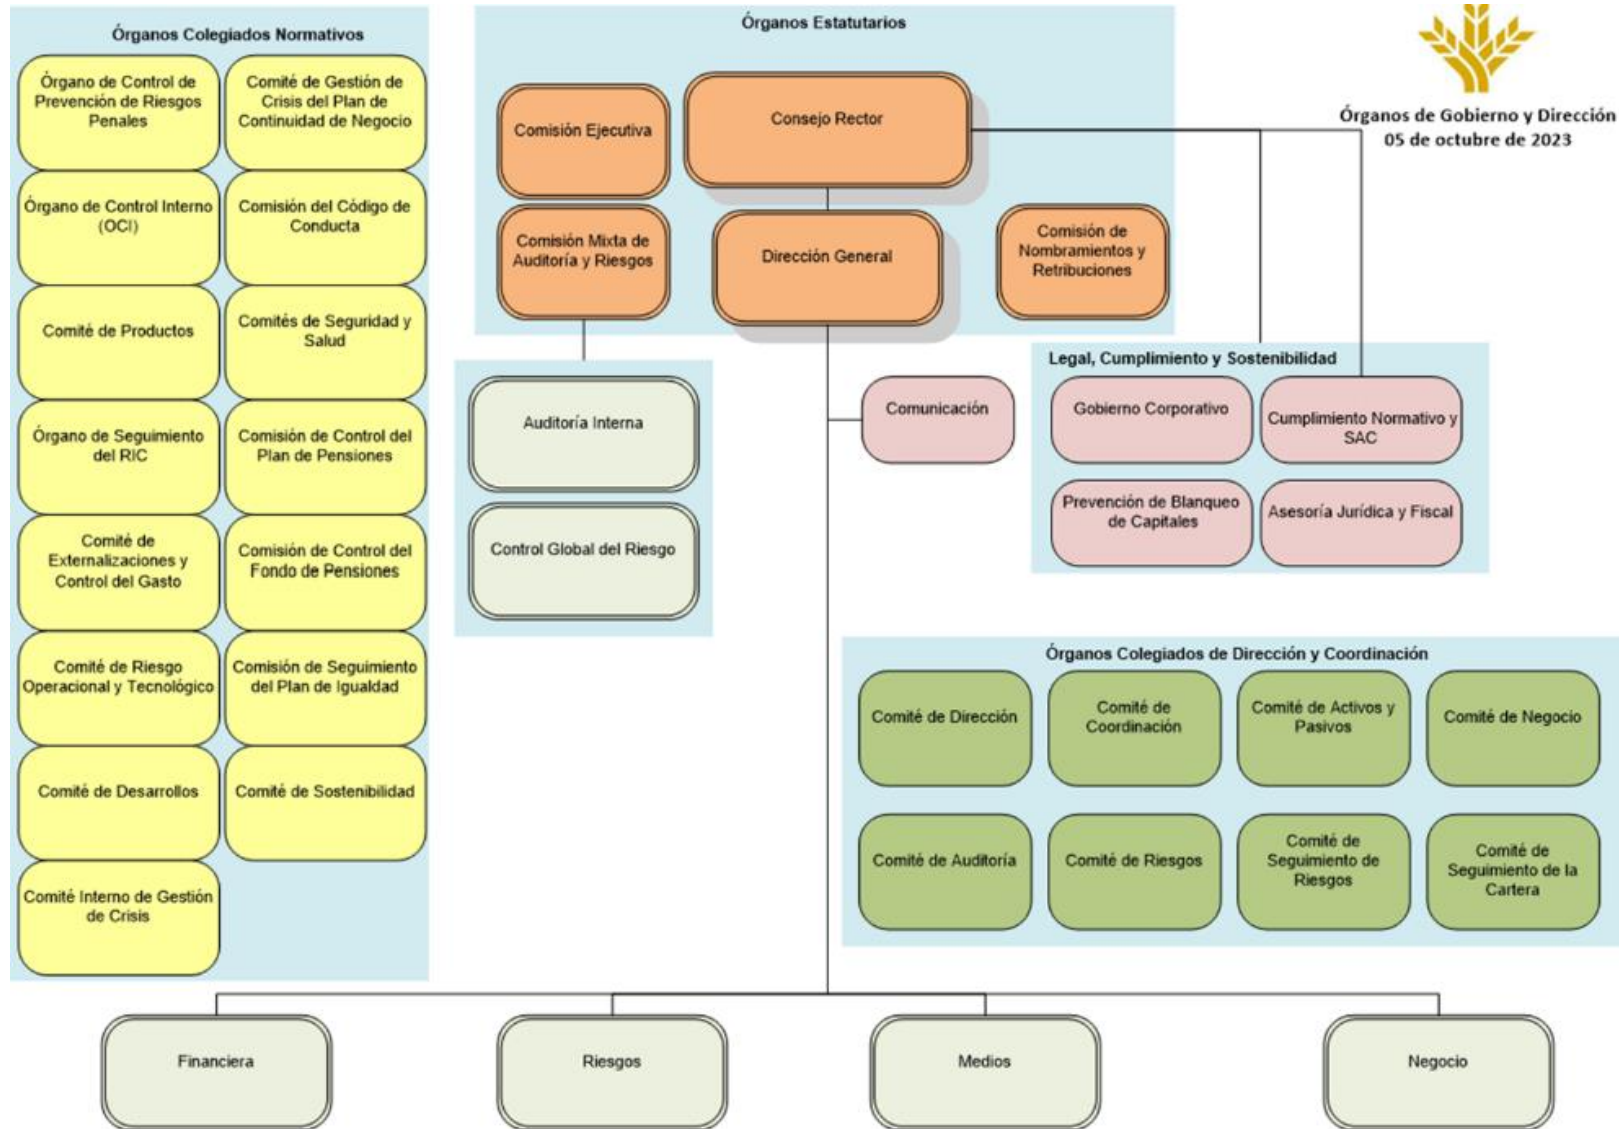 Órganos Colegiados Normativos
Órgano de Control de
Prevención de Riesgos
Penales
Comité de Gestión de
Crisis del Plan de
Continuidad de Negocio
Órgano de Control Interno
(OCI)
Comisión del Código de
Conducta
Comité de Productos
Comités de Seguridad y
Salud
Órgano de Seguimiento
del RIC
Comisión de Control del
Plan de Pensiones
Comité de
Externalizaciones y
Control del Gasto
Comisión de Control del
Fondo de Pensiones
Comité de Riesgo
Operacional y Tecnológico
Comisión de Seguimiento
del Plan de Igualdad
Comité de Desarrollos
Comité de Sostenibilidad
Comité Interno de Gestión
de Crisis
Órganos Estatutarios
Comisión Ejecutiva
Consejo Rector
Comisión Mixta de
Auditoría y Riesgos
Dirección General
Comisión de
Nombramientos y
Retribuciones
Órganos de Gobierno y Dirección
05 de octubre de 2023
Auditoría Interna
Control Global del Riesgo
Comunicación
Legal, Cumplimiento y Sostenibilidad
Gobierno Corporativo
Cumplimiento Normativo y
SAC
Prevención de Blanqueo
de Capitales
Asesoría Jurídica y Fiscal
Órganos Colegiados de Dirección y Coordinación
Comité de Dirección
Comité de
Coordinación
Comité de Activos y
Pasivos
Comité de Negocio
Comité de Auditoría
Comité de Riesgos
Comité de
Seguimiento de
Riesgos
Comité de
Seguimiento de la
Cartera
Financiera
Riesgos
Medios
Negocio